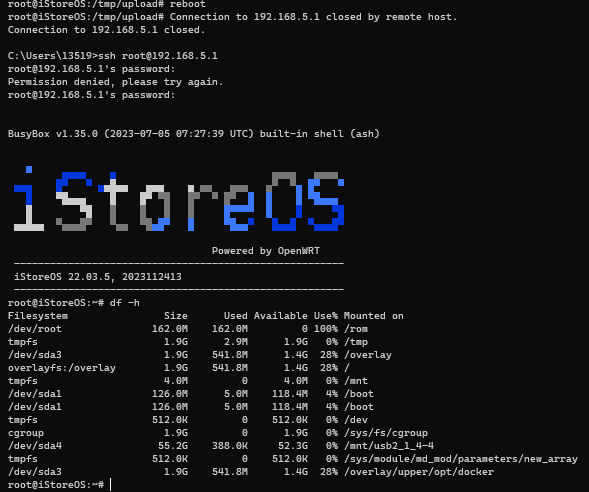 root@iStoreOS:/tmp/upload# reboot
root@iStoreOS:/tmp/upload# Connection to 192.168.5.1 closed by remote host.
Connection to 192.168.5.1 closed.
C:\Users\13519>ssh root@192.168.5.1
root@192.168.5.1's password:
Permission denied, please try again.
root@192.168.5.1's password:
BusyBox v1.35.0 (2023-07-05 07:27:39 UTC) built-in shell (ash)
iStoreOS
Powered by OpenWRT
-------------------------------------------------------
iStoreOS 22.03.5, 2023112413
-------------------------------------------------------
root@iStoreOS:~# df -h
Filesystem                Size      Used Available Use% Mounted on
/dev/root               162.0M    162.0M         0 100% /rom
tmpfs                     1.9G      2.9M      1.9G   0% /tmp
/dev/sda3                 1.9G    541.8M      1.4G  28% /overlay
overlayfs:/overlay        1.9G    541.8M      1.4G  28% /
tmpfs                     4.0M         0      4.0M   0% /mnt
/dev/sda1               126.0M      5.0M    118.4M   4% /boot
/dev/sda1               126.0M      5.0M    118.4M   4% /boot
tmpfs                   512.0K         0    512.0K   0% /dev
cgroup                    1.9G         0      1.9G   0% /sys/fs/cgroup
/dev/sda4                55.2G    388.0K     52.3G   0% /mnt/usb2_1_4-4
tmpfs                   512.0K         0    512.0K   0% /sys/module/md_mod/parameters/new_array
/dev/sda3                 1.9G    541.8M      1.4G  28% /overlay/upper/opt/docker
root@iStoreOS:~#